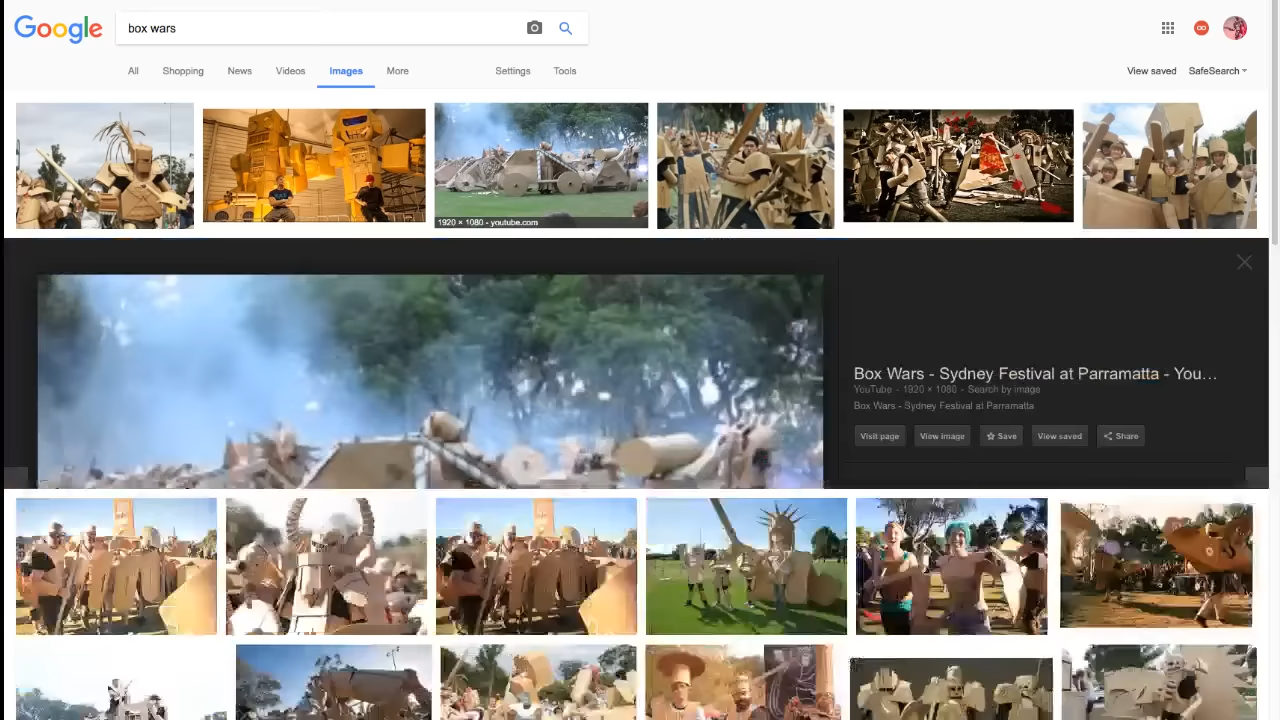 Google
box wars
All Shopping News Videos Images More Settings Tools
View saved SafeSearch
1920 × 1080 - youtube.com
Box Wars - Sydney Festival at Parramatta - You...
YouTube - 1920 × 1080 - Search by image
Box Wars - Sydney Festival at Parramatta
Visit page View image Save View saved Share